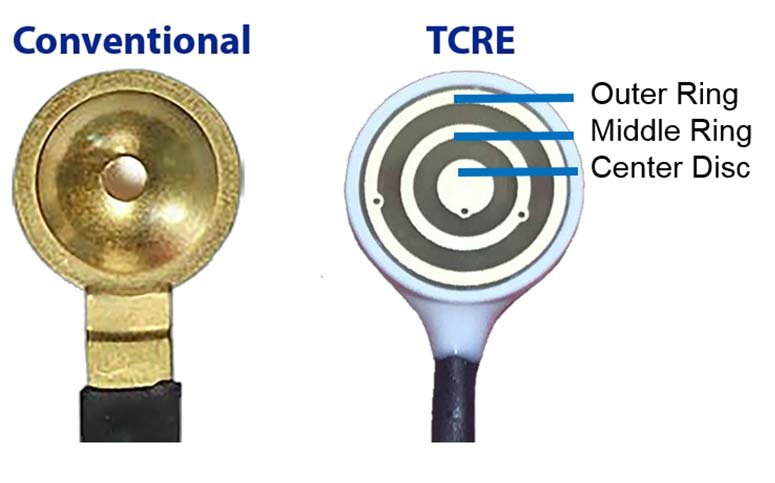 Conventional
TCRE
Outer Ring
Middle Ring
Center Disc